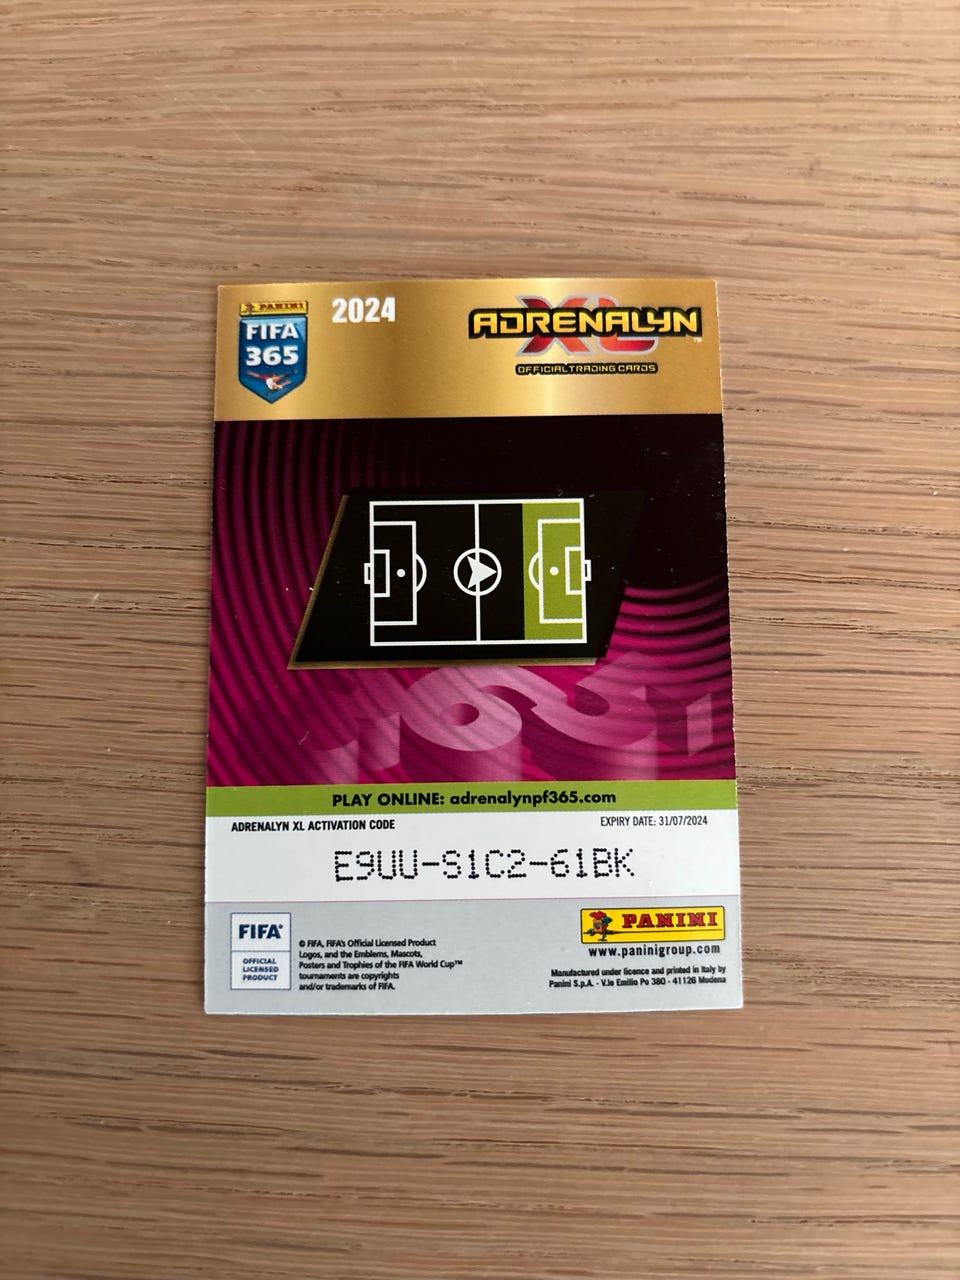 PANINI
FIFA
365
2024
ADRENALYN
XL
OFFICIAL TRADING CARDS
PLAY ONLINE: adrenalynpf365.com
ADRENALYN XL ACTIVATION CODE
EXPIRY DATE: 31/07/2024
E9UU-S1C2-61BK
FIFA®
OFFICIAL
LICENSED
PRODUCT
© FIFA, FIFA's Official Licensed Product
Logos, and the Emblems, Mascots,
Posters and Trophies of the FIFA World Cup™
tournaments are copyrights
and/or trademarks of FIFA.
PANINI
www.paninigroup.com
Manufactured under licence and printed in Italy by
Panini S.p.A. - V.le Emilio Po 380 - 41126 Modena